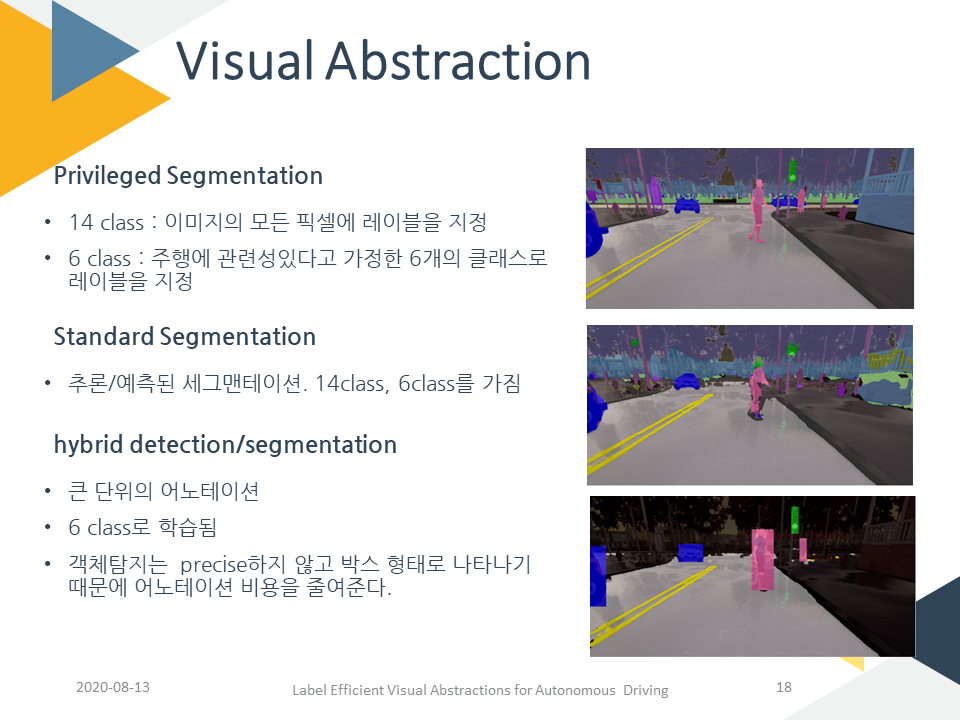 Visual Abstraction
Privileged Segmentation
• 14 class : 이미지의 모든 픽셀에 레이블을 지정
• 6 class : 주행에 관련성있다고 가정한 6개의 클래스로
레이블을 지정
Standard Segmentation
• 추론/예측된 세그맨테이션. 14class, 6class를 가짐
hybrid detection/segmentation
• 큰 단위의 어노테이션
• 6 class로 학습됨
• 객체탐지는 precise하지 않고 박스 형태로 나타나기
때문에 어노테이션 비용을 줄여준다.
2020-08-13
Label Efficient Visual Abstractions for Autonomous Driving
18